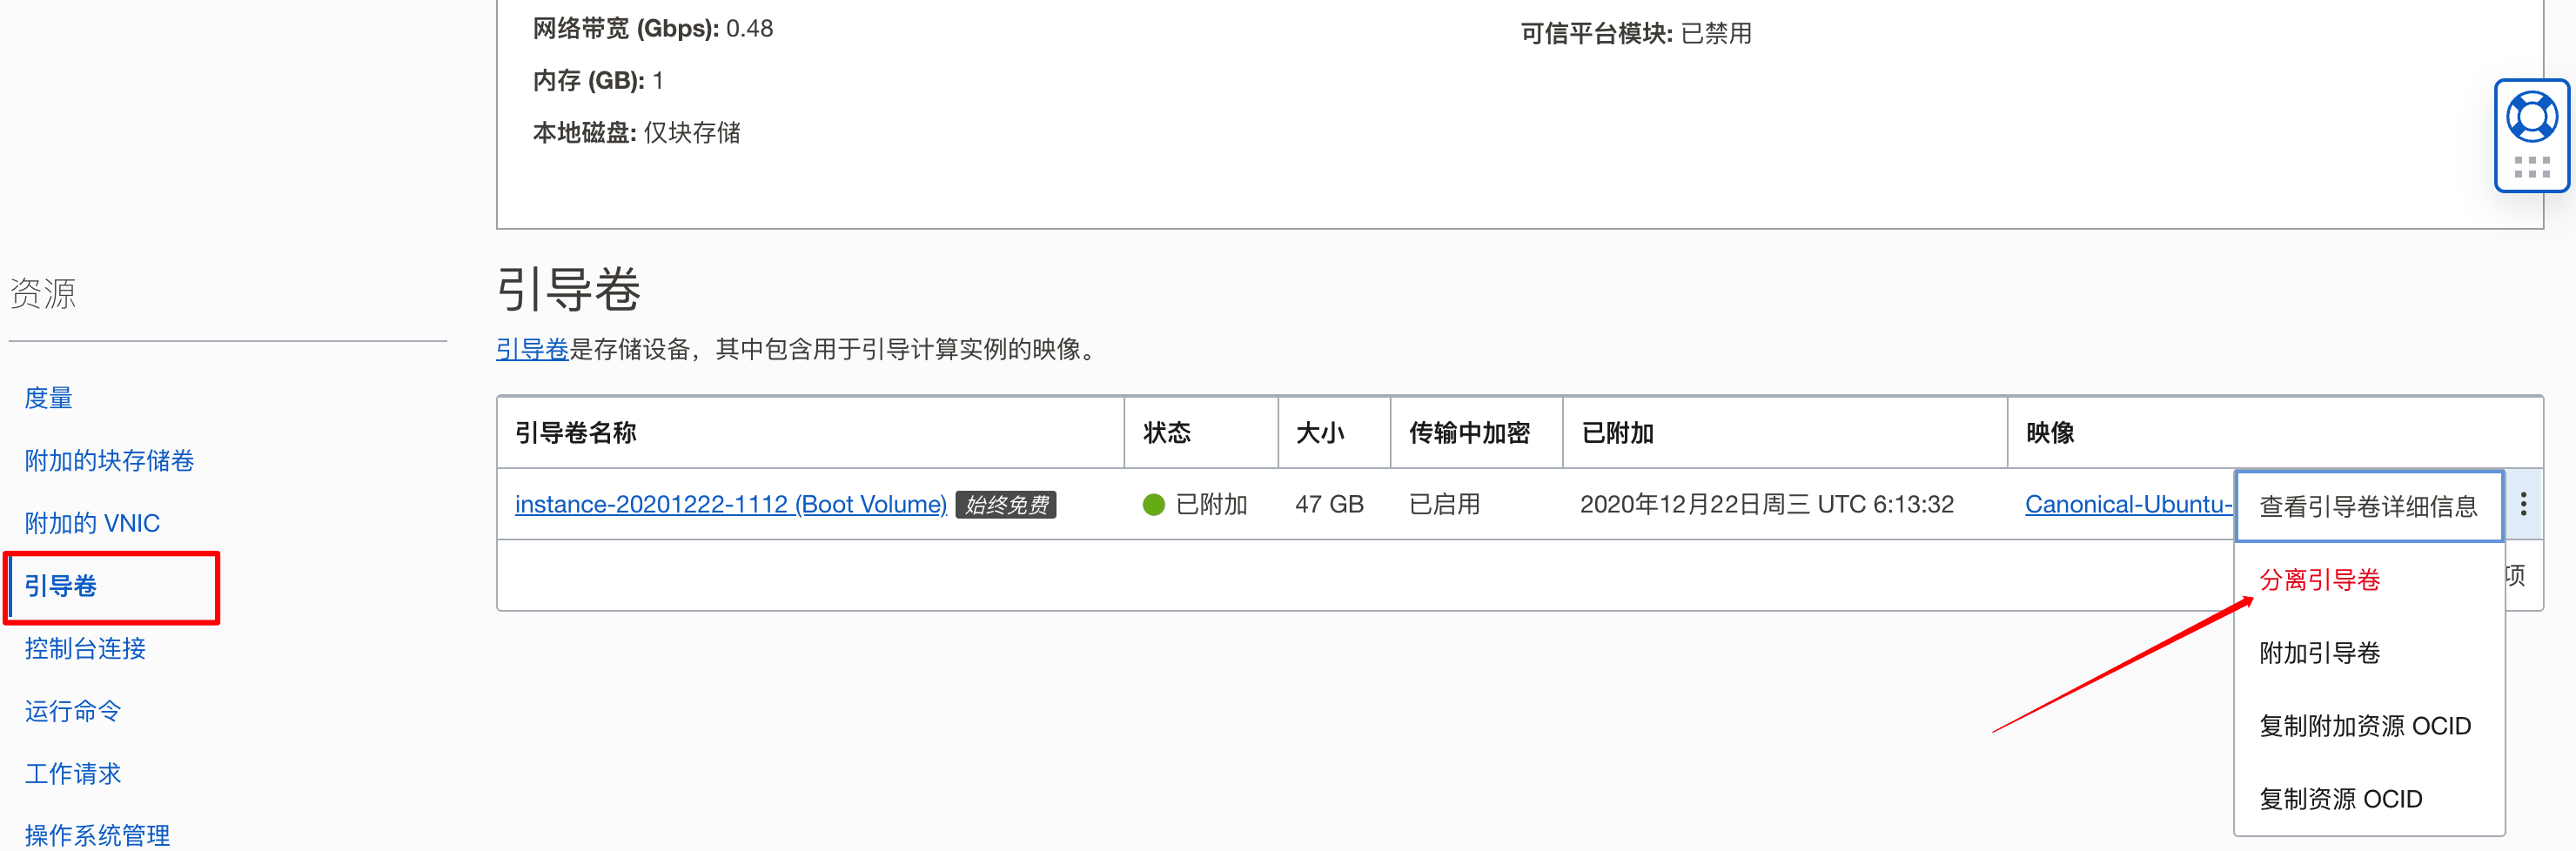 网络带宽 (Gbps): 0.48
可信平台模块: 已禁用
内存 (GB): 1
本地磁盘: 仅块存储
资源
度量
附加的块存储卷
附加的 VNIC
引导卷
控制台连接
运行命令
工作请求
操作系统管理
引导卷
引导卷是存储设备，其中包含用于引导计算实例的映像。
引导卷名称 状态 大小 传输中加密 已附加 映像
instance-20201222-1112 (Boot Volume) 始终免费 已附加 47 GB 已启用 2020年12月22日周三 UTC 6:13:32 Canonical-Ubuntu-
项
查看引导卷详细信息
分离引导卷
附加引导卷
复制附加资源 OCID
复制资源 OCID